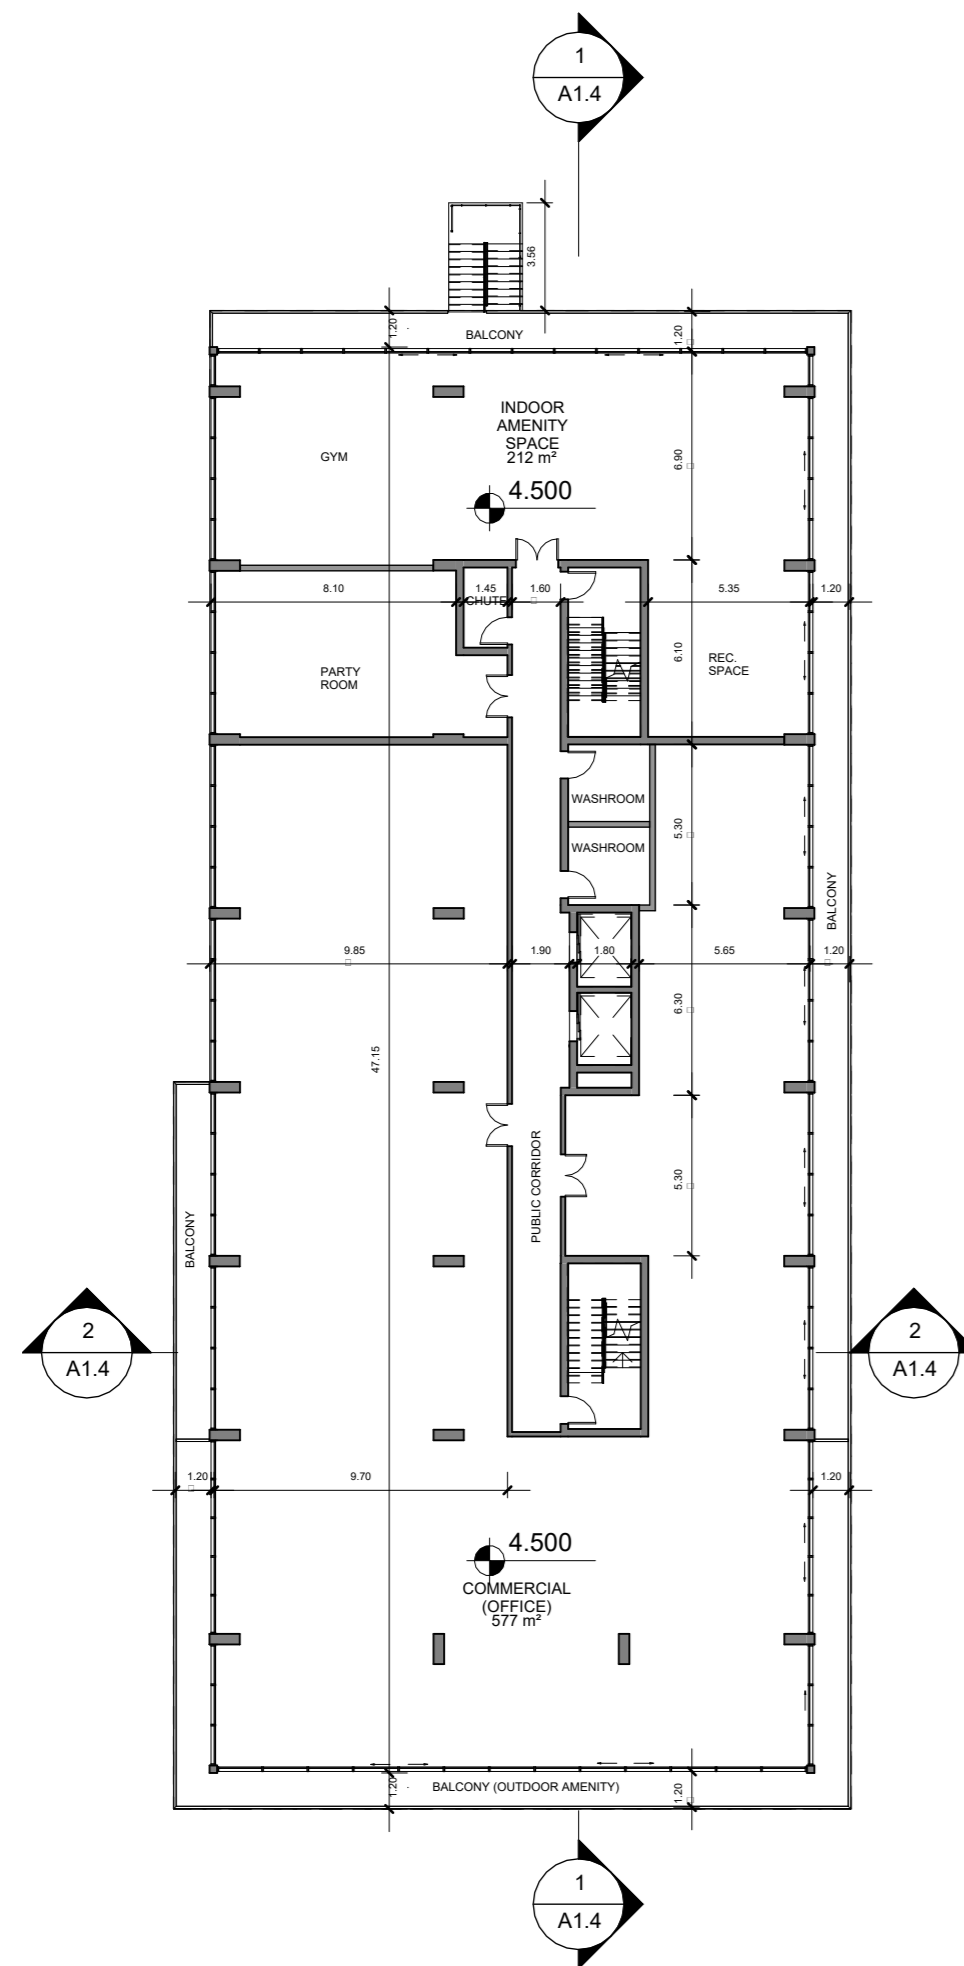 1
A1.4
3.56
1.20
BALCONY
1.20
INDOOR
AMENITY
SPACE
212 m²
GYM
6.90
4.500
8.10
1.45
1.60
5.35
1.20
CHUTE
6.10
PARTY
ROOM
REC.
SPACE
WASHROOM
5.30
WASHROOM
BALCONY
9.85
1.90
1.80
5.65
1.20
6.30
47.15
PUBLIC CORRIDOR
5.30
BALCONY
2
A1.4
2
A1.4
1.20
9.70
1.20
4.500
COMMERCIAL
(OFFICE)
577 m²
1.20
BALCONY (OUTDOOR AMENITY)
1.20
1
A1.4